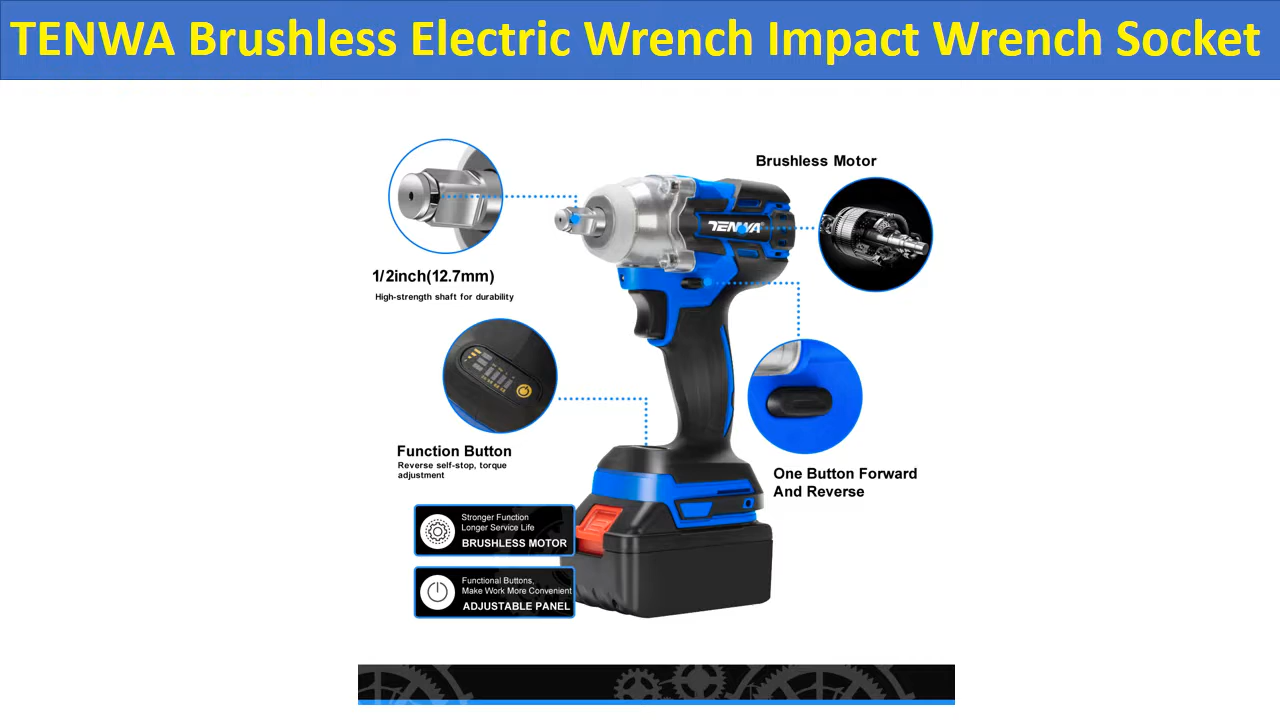 TENWA Brushless Electric Wrench Impact Wrench Socket
Brushless Motor
TENWA
1/2inch(12.7mm)
High-strength shaft for durability
Function Button
Reverse self-stop, torque
adjustment
One Button Forward
And Reverse
Stronger Function
Longer Service Life
BRUSHLESS MOTOR
Functional Buttons,
Make Work More Convenient
ADJUSTABLE PANEL